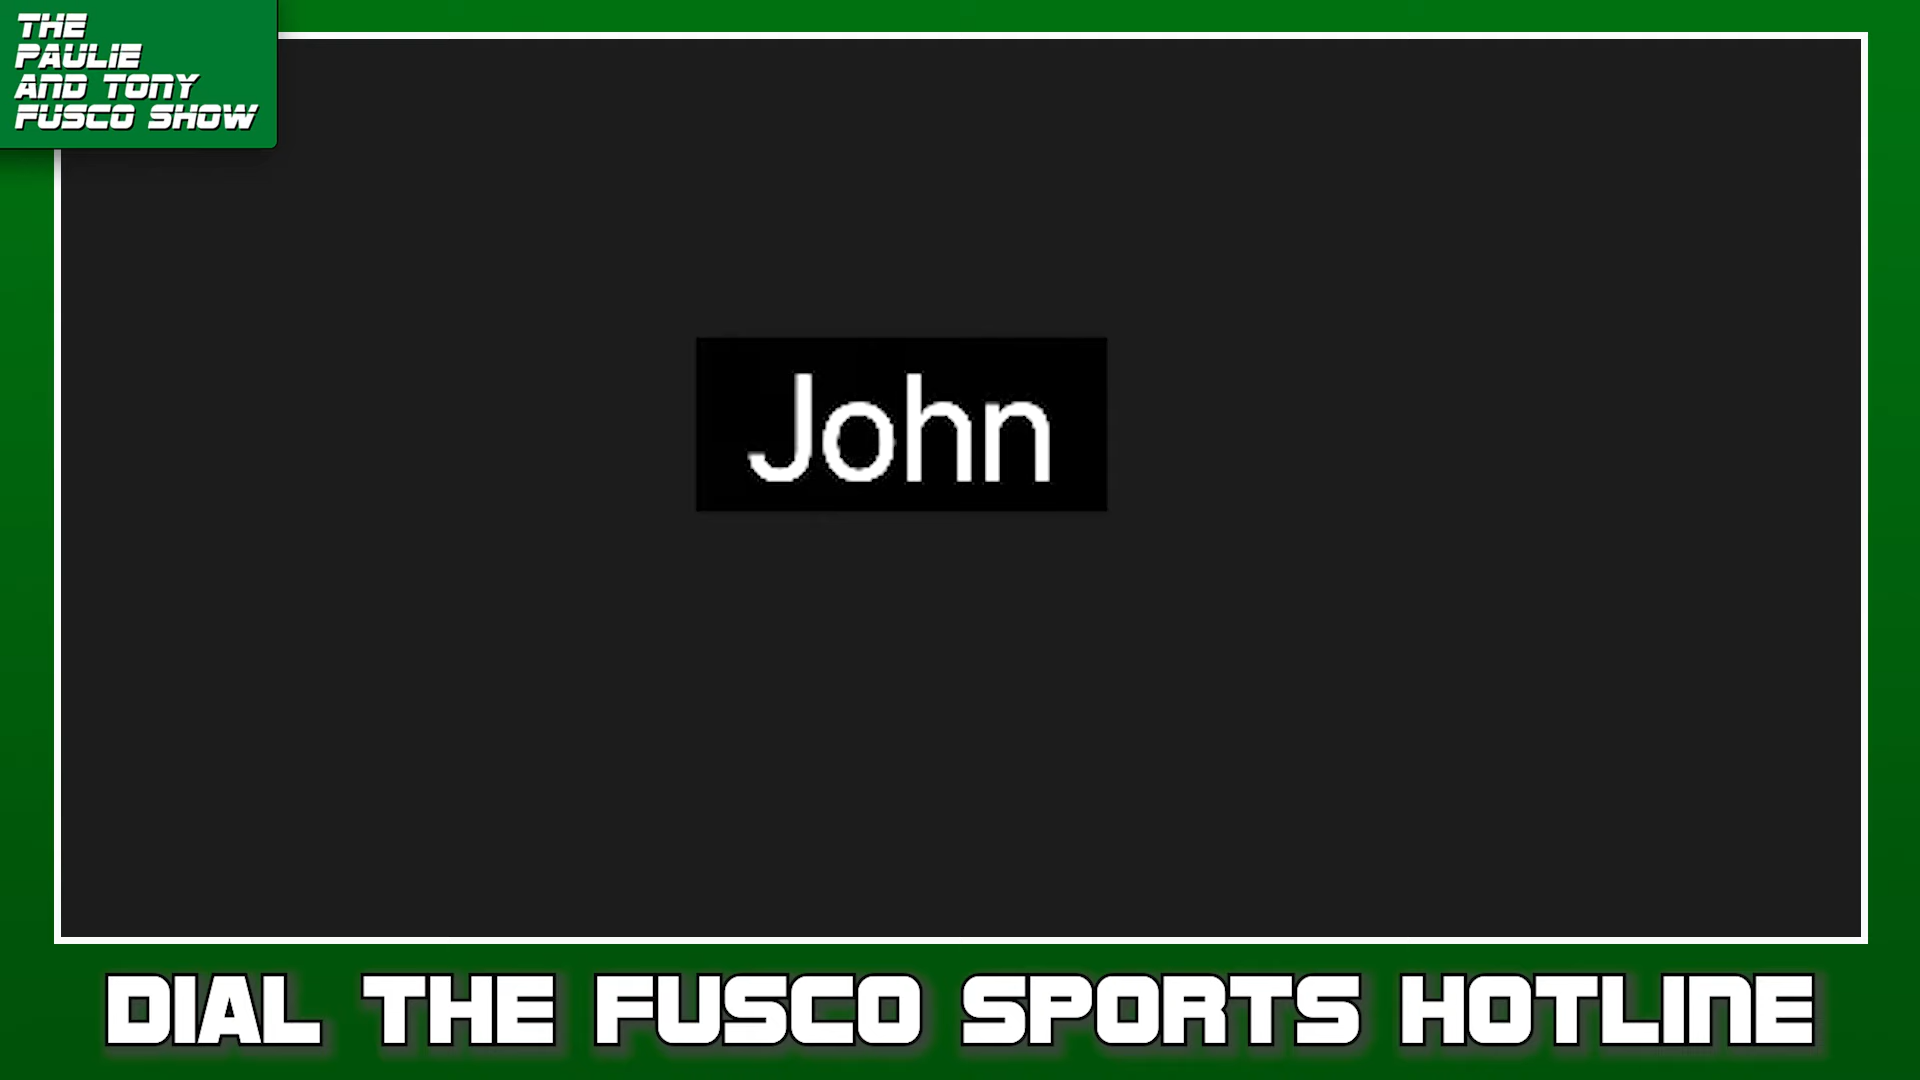 THE
PAULIE
AND TONY
FUSCO SHOW
John
DIAL THE FUSCO SPORTS HOTLINE